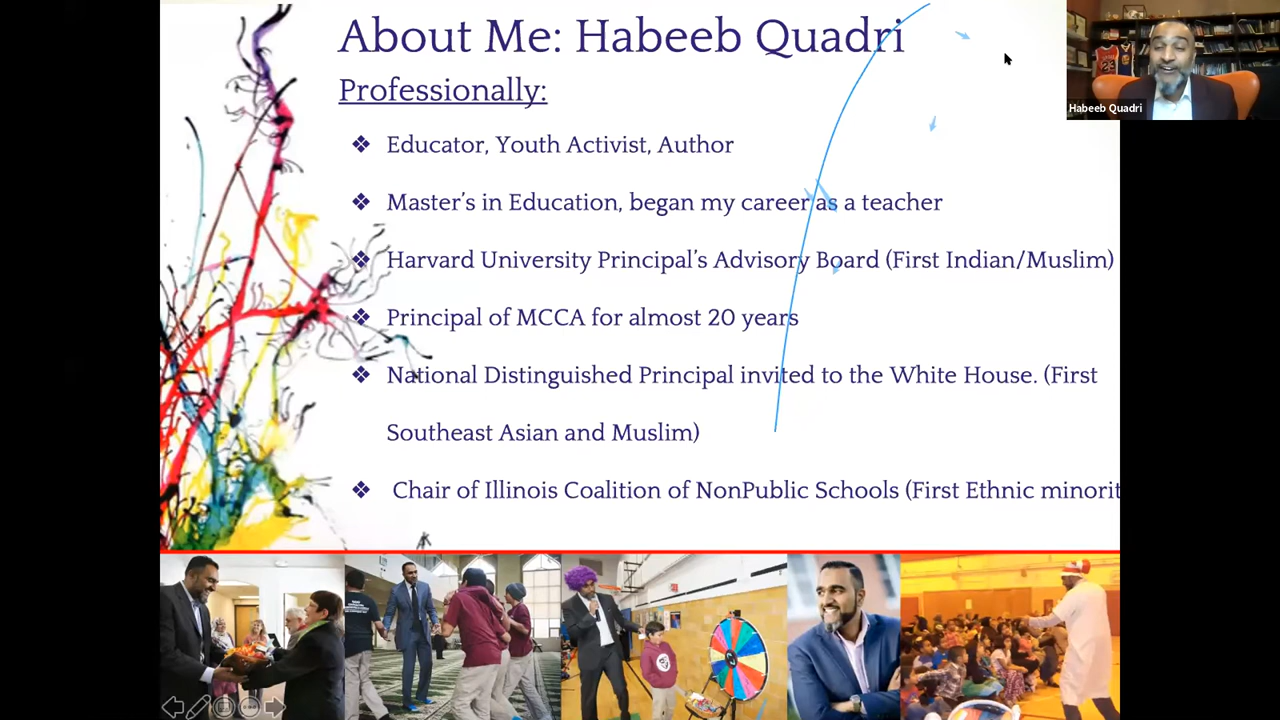 About Me: Habeeb Quadri
Professionally:
Habeeb Quadri
❖ Educator, Youth Activist, Author
❖ Master's in Education, began my career as a teacher
❖ Harvard University Principal's Advisory Board (First Indian/Muslim)
❖ Principal of MCCA for almost 20 years
❖ National Distinguished Principal invited to the White House. (First
Southeast Asian and Muslim)
❖ Chair of Illinois Coalition of NonPublic Schools (First Ethnic minorit
23